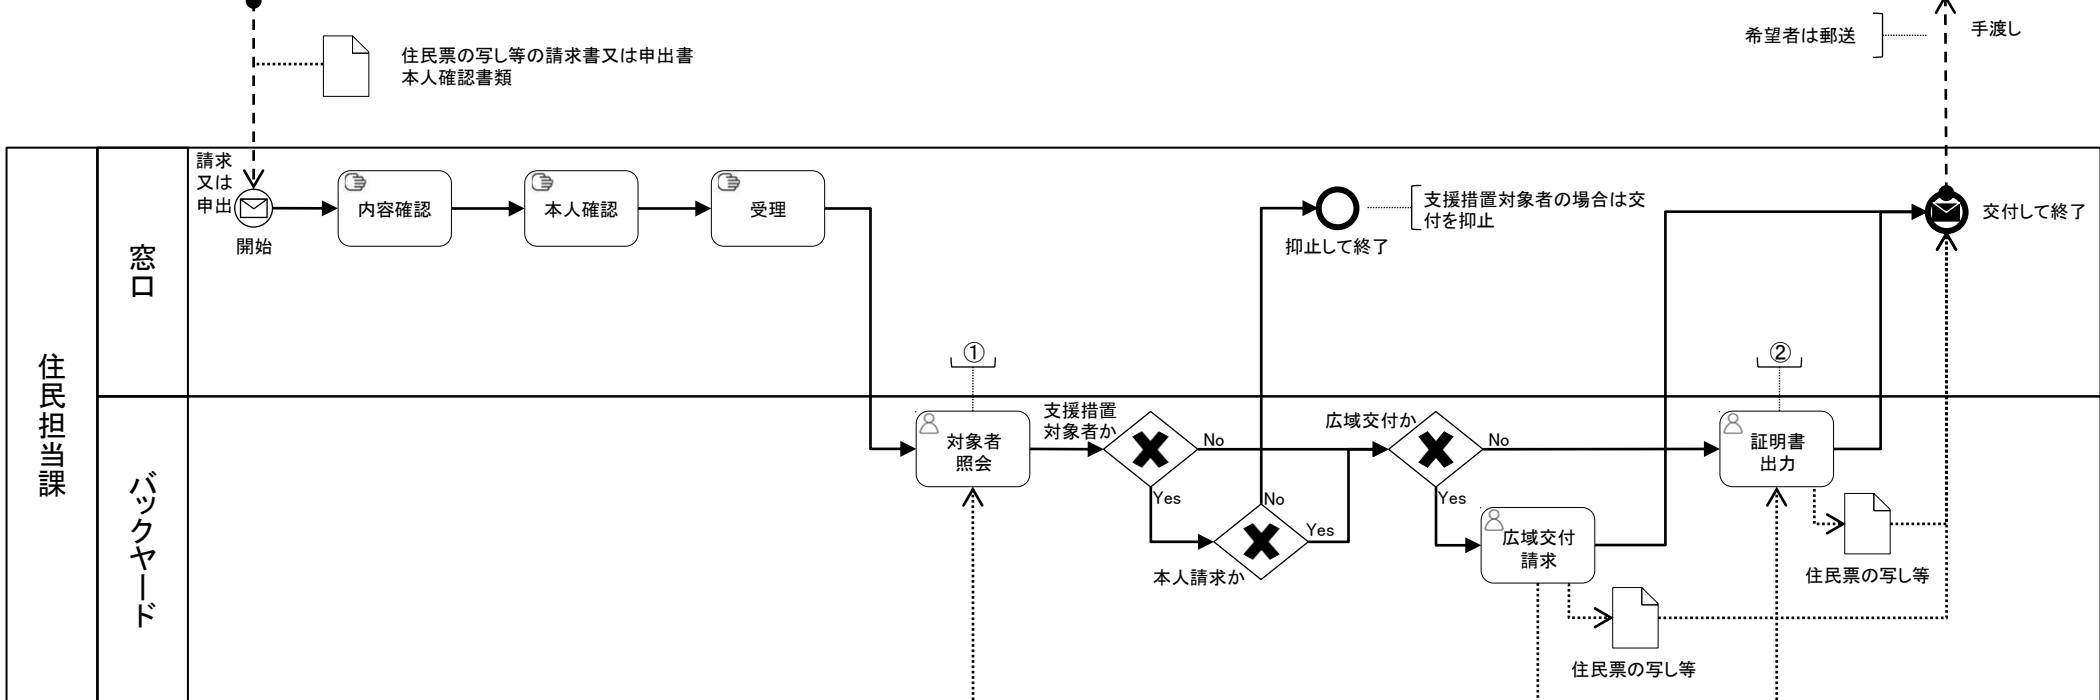 住民票の写し等の請求書又は申出書
本人確認書類
希望者は郵送
手渡し
住民担当課
窓口
請求
又は
申出
開始
内容確認
本人確認
受理
抑止して終了
支援措置対象者の場合は交
付を抑止
交付して終了
①
②
バックヤード
対象者
照会
支援措置
対象者か
No
Yes
本人請求か
No
Yes
広域交付か
No
Yes
広域交付
請求
住民票の写し等
証明書
出力
住民票の写し等